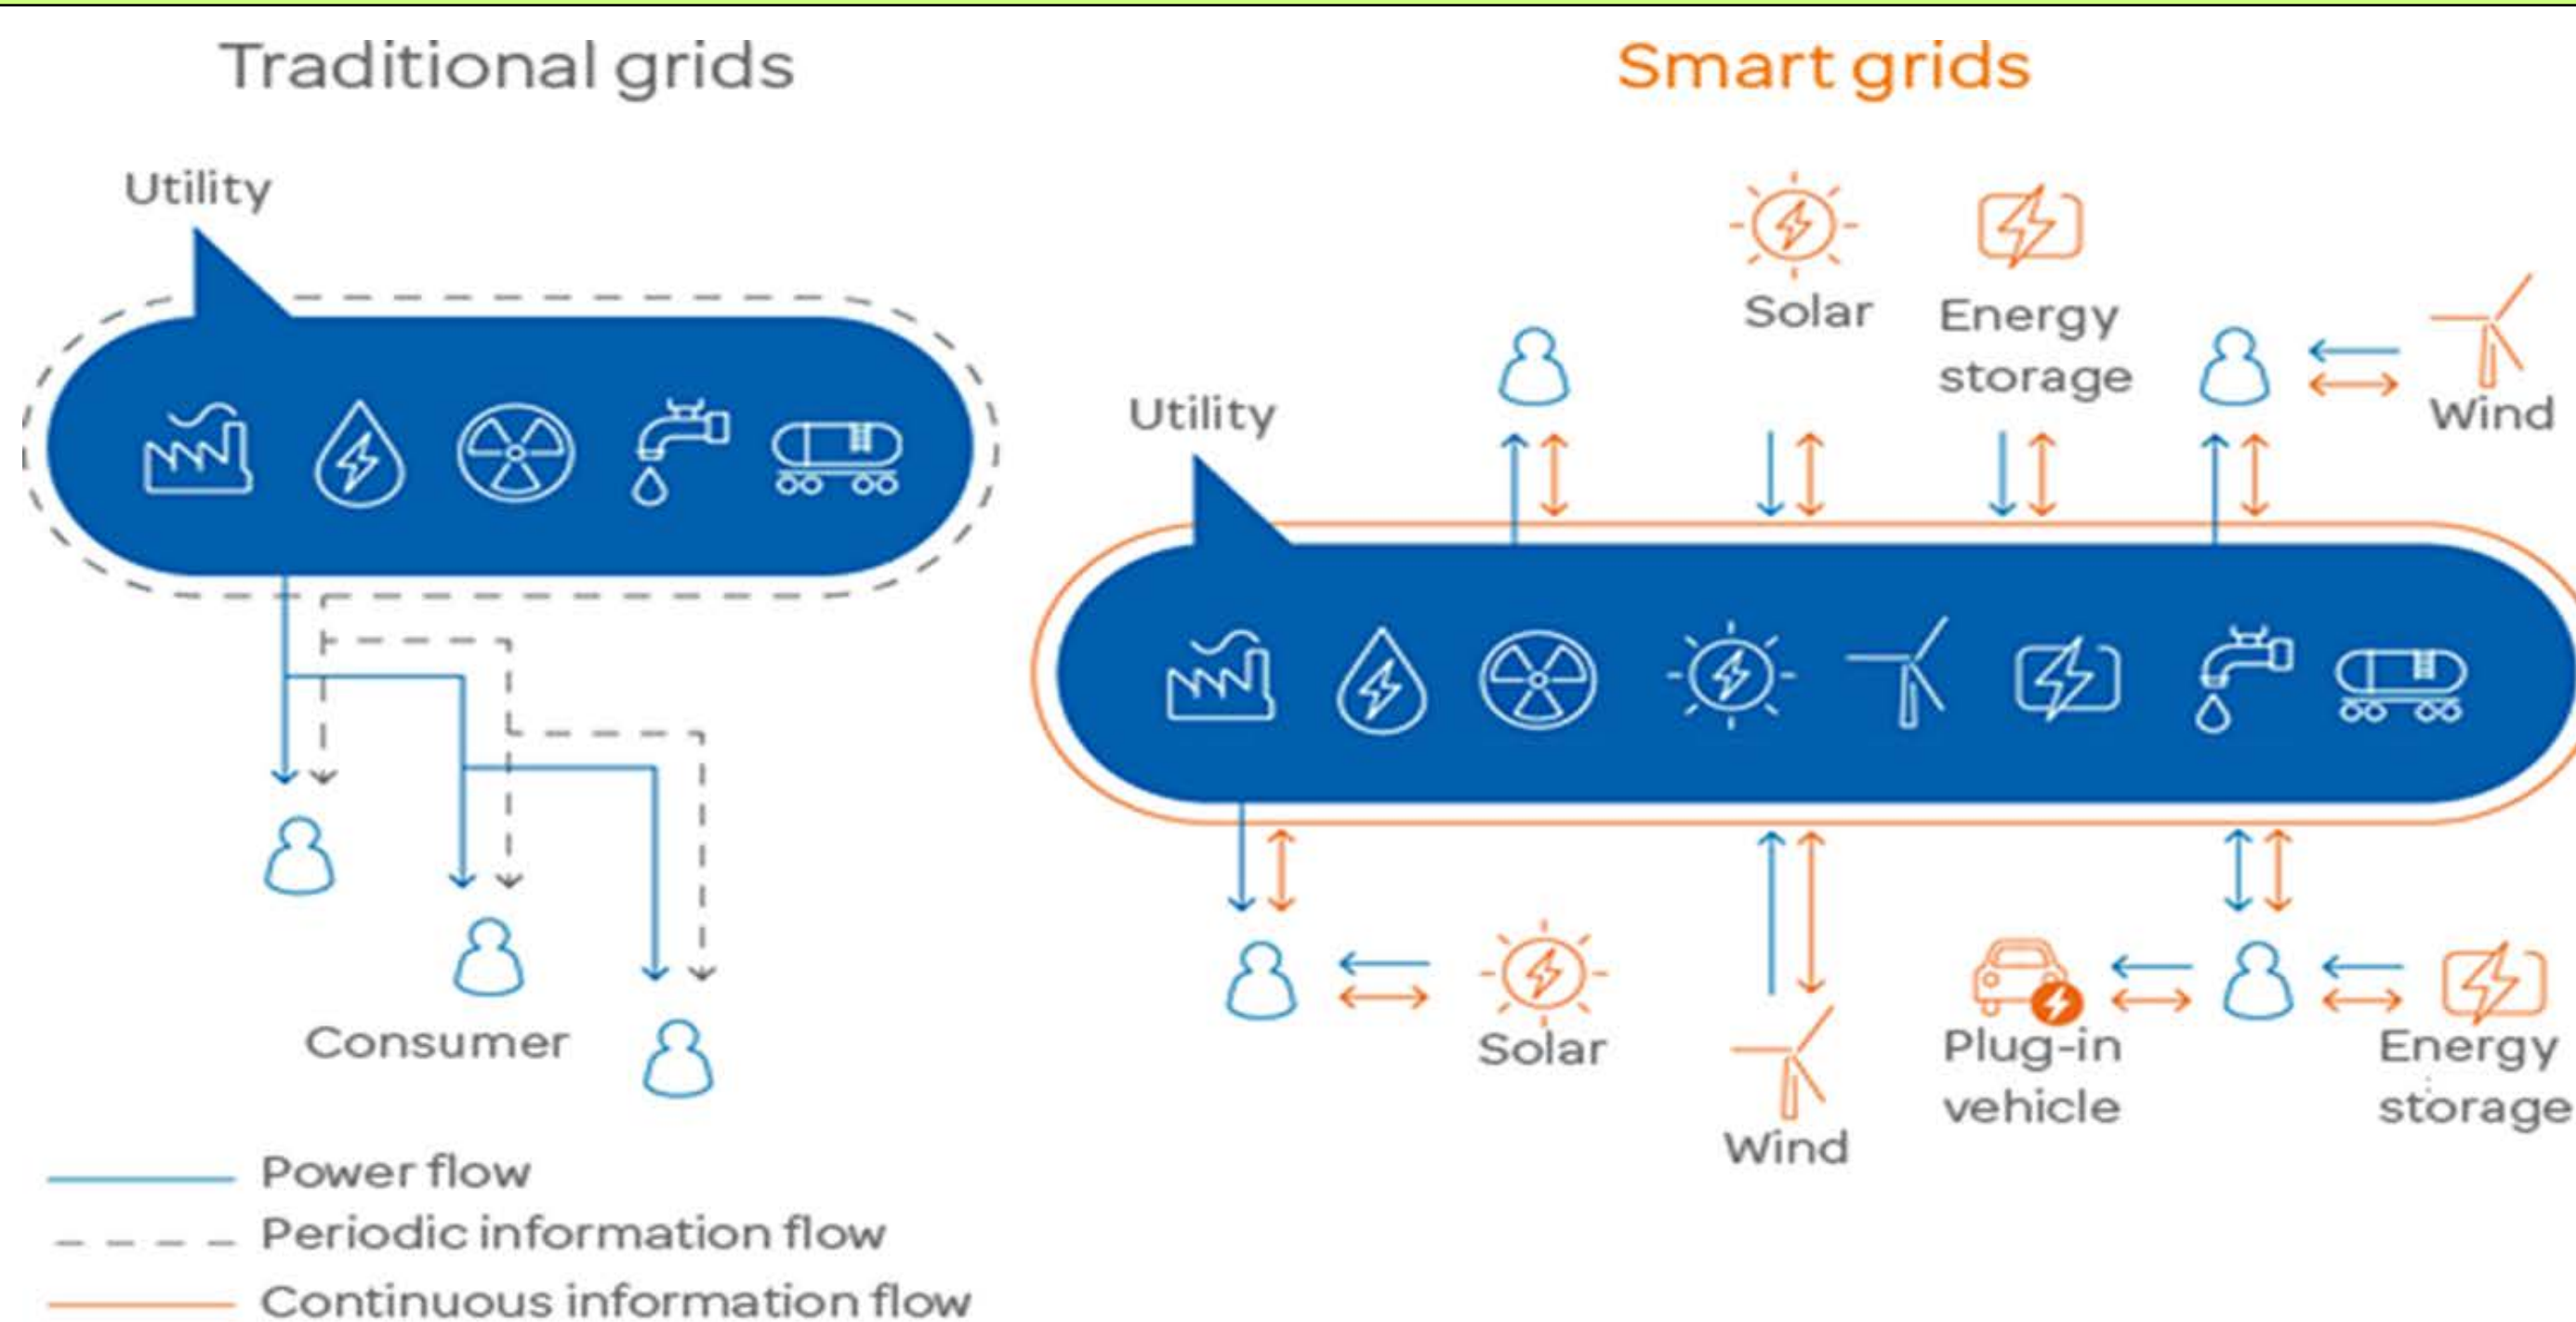 Traditional grids
Utility
Consumer
Power flow
Periodic information flow
Continuous information flow
Smart grids
Utility
Solar
Energy
storage
Wind
Solar
Wind
Plug-in
vehicle
Energy
storage